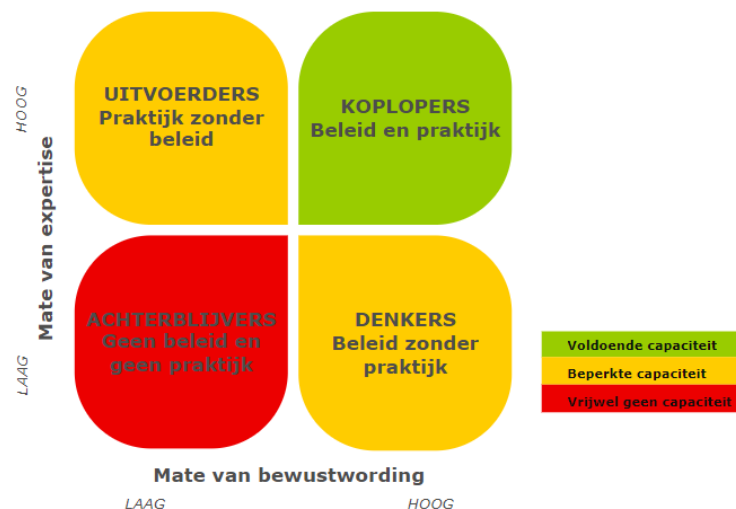 UITVOERDERS
Praktijk zonder
beleid
KOPLOPERS
Beleid en praktijk
HOOG
Mate van expertise
LAAG
ACHTERBLIJVERS
Geen beleid en
geen praktijk
DENKERS
Beleid zonder
praktijk
Voldoende capaciteit
Beperkte capaciteit
Vrijwel geen capaciteit
Mate van bewustwording
LAAG
HOOG